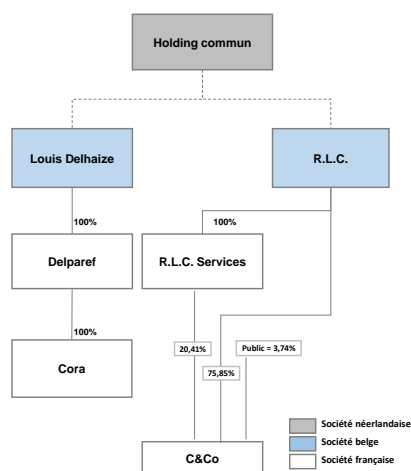 Holding commun
Louis Delhaize
R.L.C.
100%
100%
Delparef
R.L.C. Services
100%
20,41%
Public = 3,74%
75,85%
Cora
C&Co
Société néerlandaise
Société belge
Société française